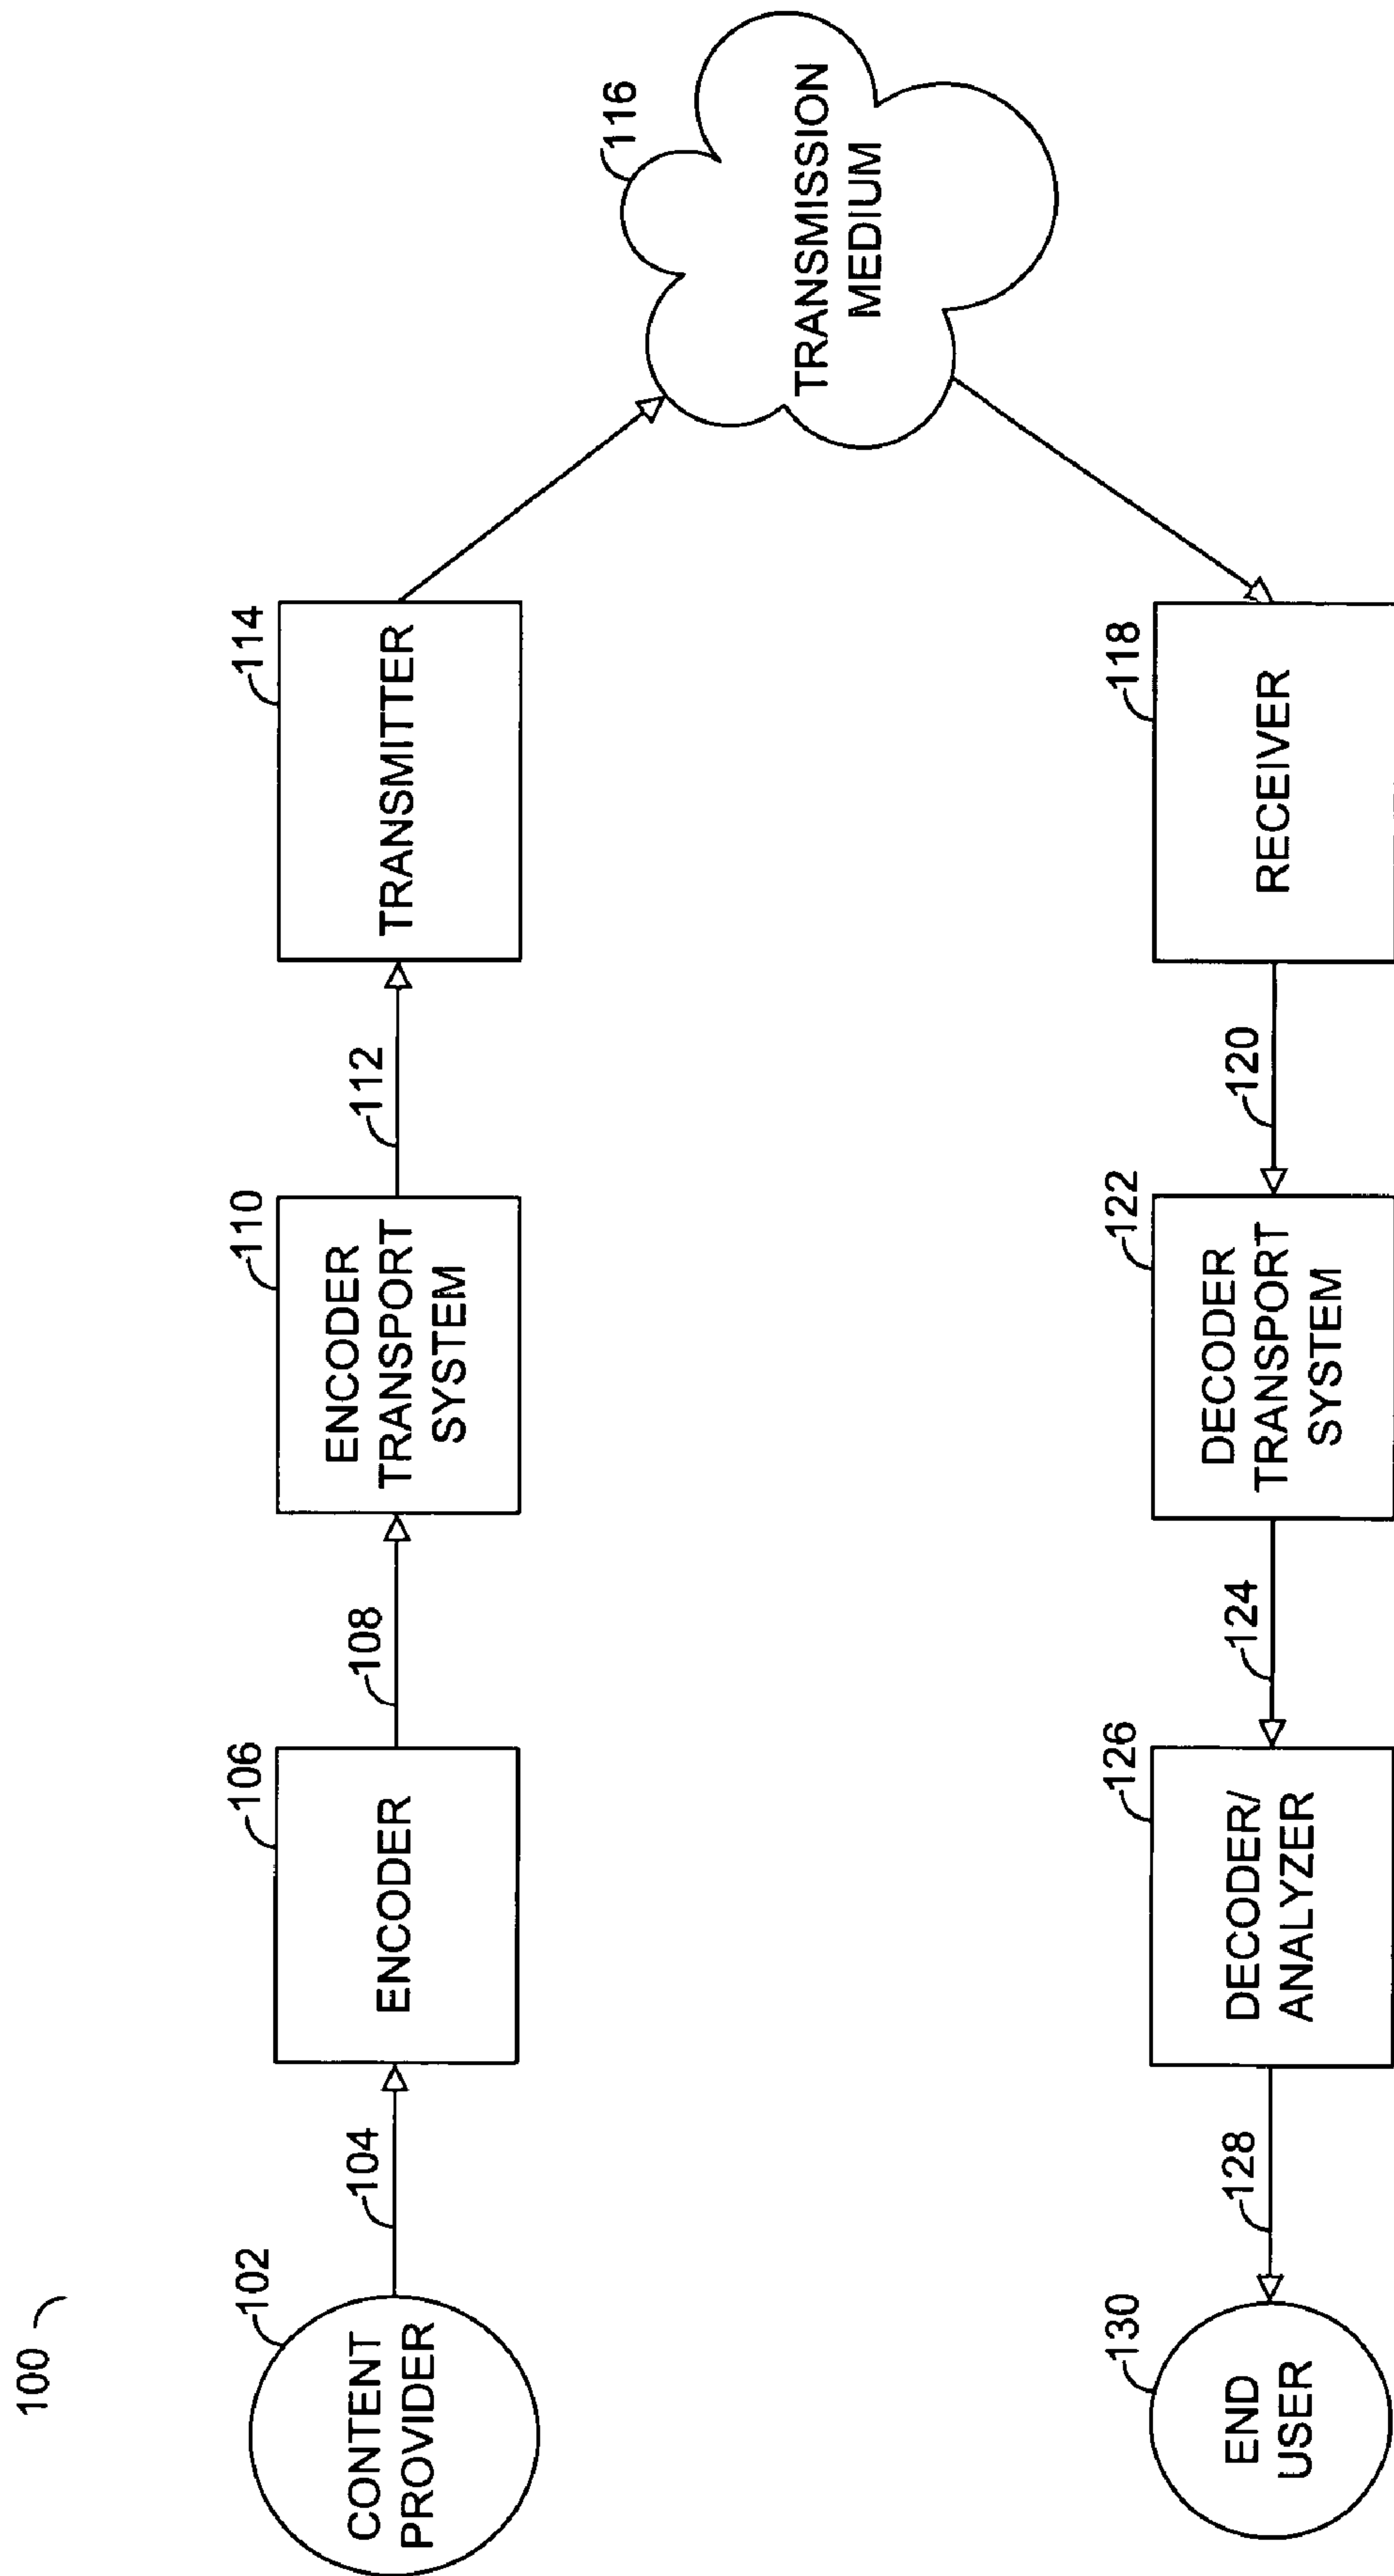 100
102
CONTENT
PROVIDER
104
106
ENCODER
108
110
ENCODER
TRANSPORT
SYSTEM
112
114
TRANSMITTER
116
TRANSMISSION
MEDIUM
118
RECEIVER
120
122
DECODER
TRANSPORT
SYSTEM
124
126
DECODER/
ANALYZER
128
130
END
USER